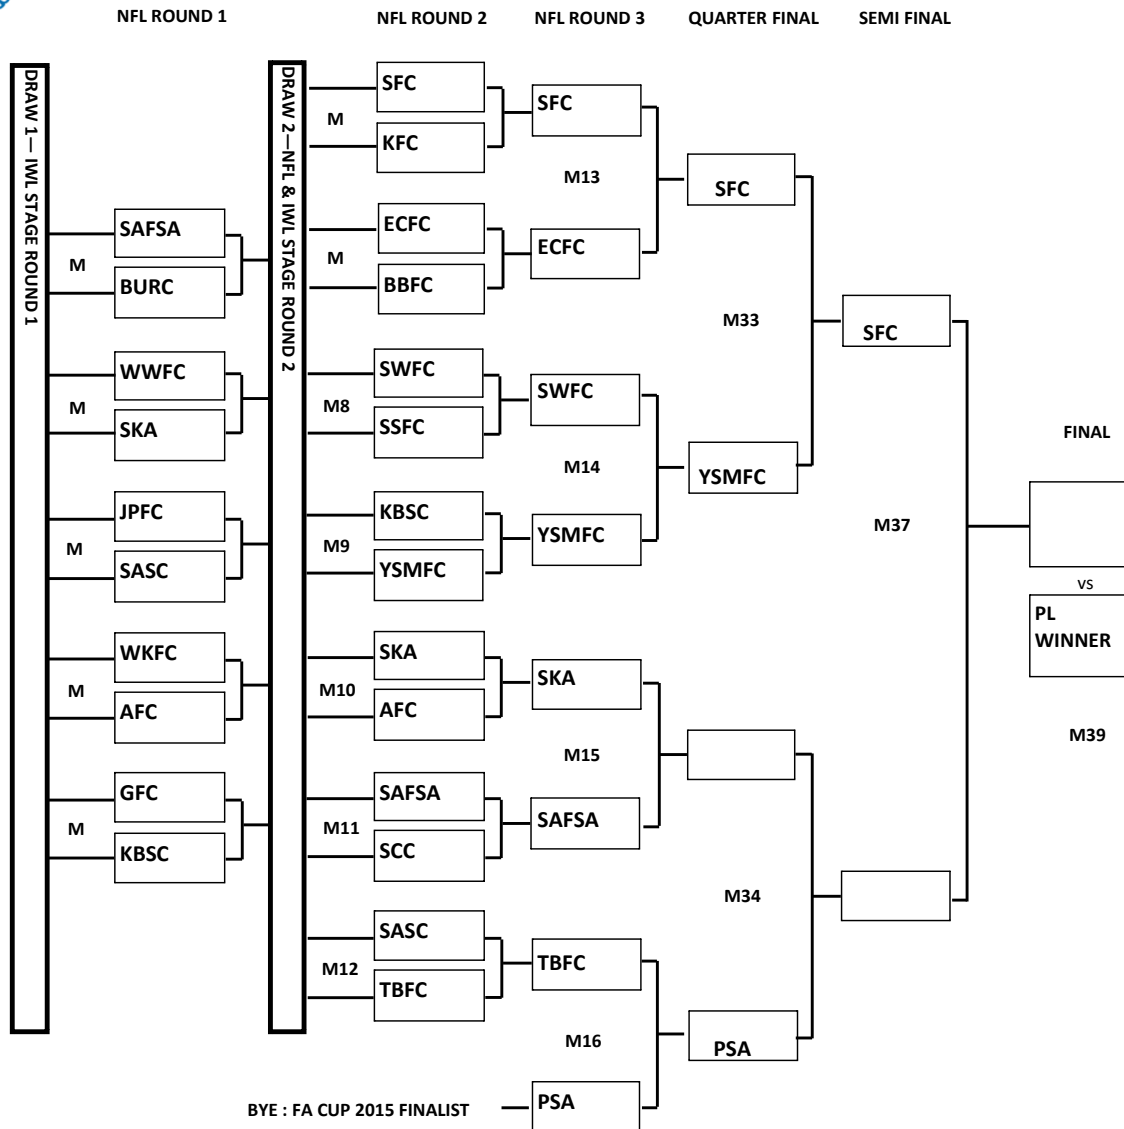 NFL ROUND 1
NFL ROUND 2
NFL ROUND 3
QUARTER FINAL
SEMI FINAL
DRAW 1— IWL STAGE ROUND 1
SAFSA
M
BURC
WWFC
M
SKA
JPFC
M
SASC
WKFC
M
AFC
GFC
M
KBSC
DRAW 2—NFL & IWL STAGE ROUND 2
SFC
M
KFC
ECFC
M
BBFC
SWFC
M8
SSFC
KBSC
M9
YSMFC
SKA
M10
AFC
SAFSA
M11
SCC
SASC
M12
TBFC
BYE : FA CUP 2015 FINALIST
SFC
M13
ECFC
SWFC
M14
YSMFC
SKA
M15
SAFSA
TBFC
M16
PSA
SFC
M33
YSMFC
M34
PSA
SFC
M37
FINAL
vs
PL
WINNER
M39